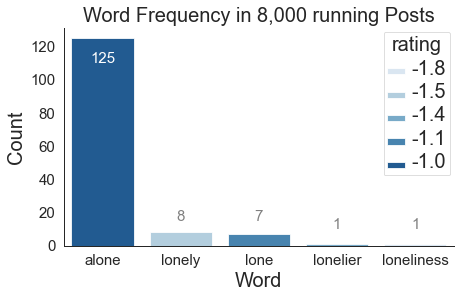 Word Frequency in 8,000 running Posts
rating
-1.8
-1.5
-1.4
-1.1
-1.0
Count
120
100
80
60
40
20
0
125
8
7
1
1
alone
lonely
lone
lonelier
loneliness
Word